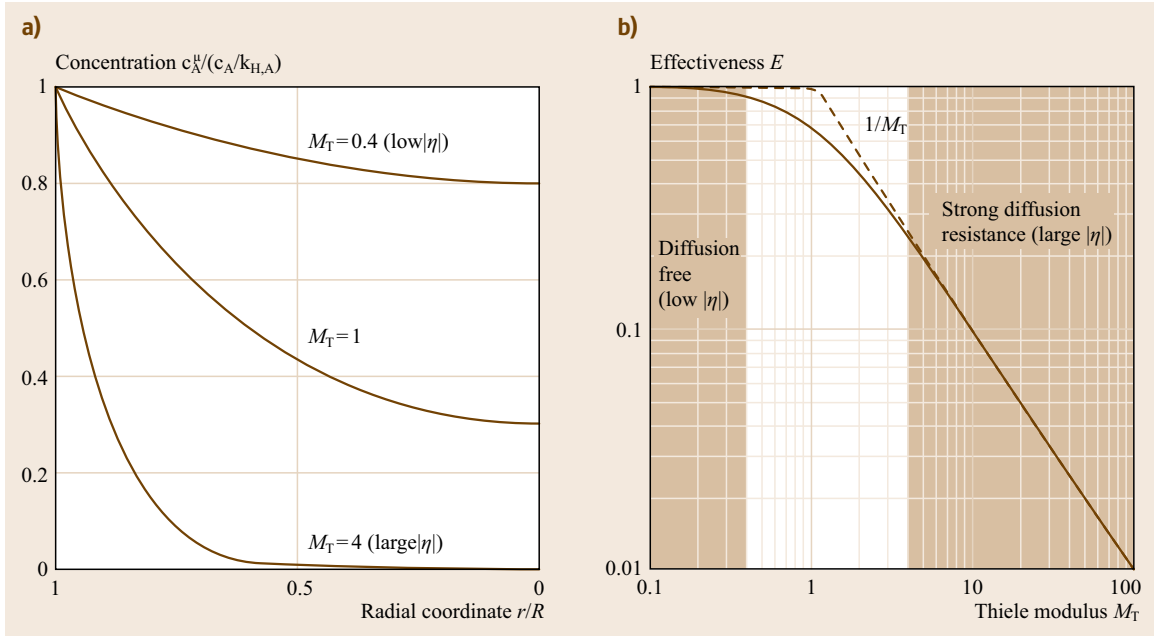 a)
Concentration c_A^μ/(c_A/k_H,A)
1
0.8
0.6
0.4
0.2
0
M_T = 0.4 (low|η|)
M_T = 1
M_T = 4 (large|η|)
1
0.5
0
Radial coordinate r/R
b)
Effectiveness E
1
0.1
0.01
1/M_T
Diffusion
free
(low |η|)
Strong diffusion
resistance (large |η|)
0.1
1
10
100
Thiele modulus M_T